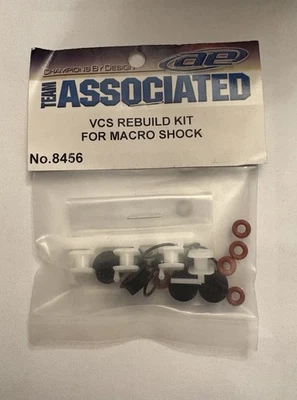 CHAMPIONS BY DESIGN
ae
TEAM
ASSOCIATED
VCS REBUILD KIT
FOR MACRO SHOCK
No.8456